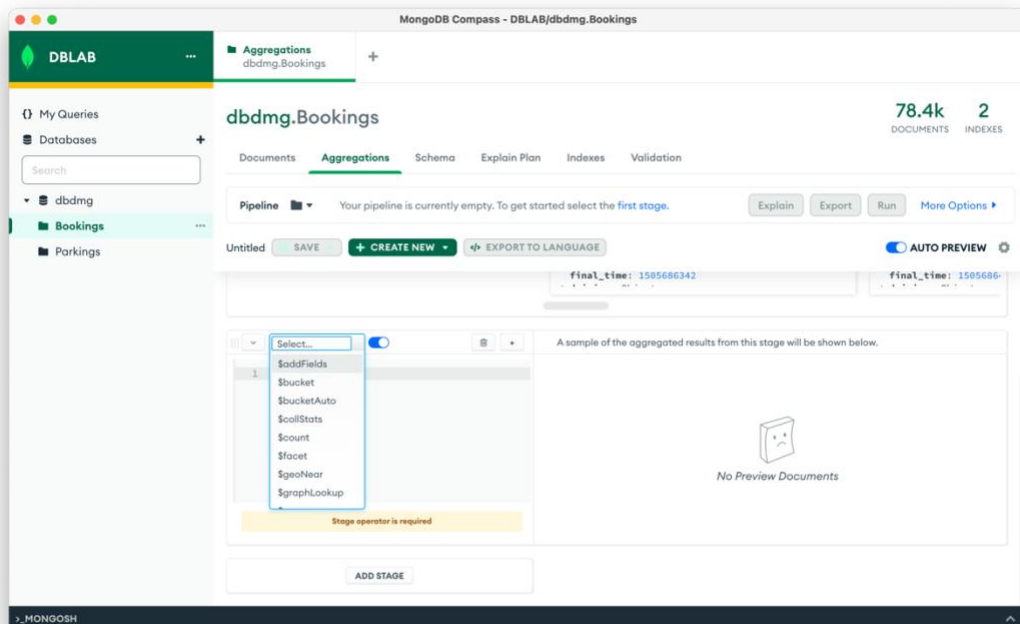 MongoDB Compass - DBLAB/dbdmg.Bookings
DBLAB
Aggregations
dbdmg.Bookings
{} My Queries
Databases
Search
dbdmg
Bookings
Parkings
dbdmg.Bookings
78.4k
DOCUMENTS
2
INDEXES
Documents Aggregations Schema Explain Plan Indexes Validation
Pipeline Your pipeline is currently empty. To get started select the first stage. Explain Export Run More Options
Untitled SAVE + CREATE NEW </> EXPORT TO LANGUAGE AUTO PREVIEW
final_time: 1505686342
final_time: 1505686
Select...
A sample of the aggregated results from this stage will be shown below.
1
$addFields
$bucket
$bucketAuto
$collStats
$count
$facet
$geoNear
$graphLookup
No Preview Documents
Stage operator is required
ADD STAGE
>_MONGOSH